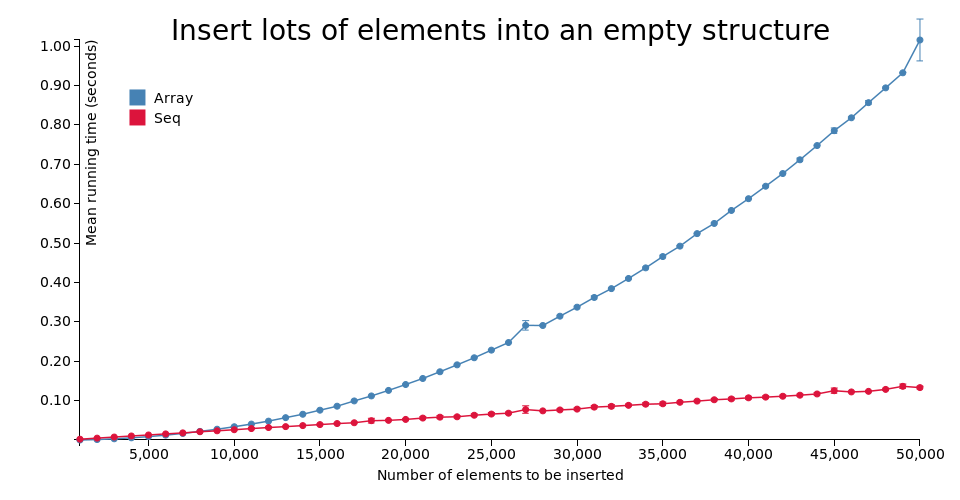 Insert lots of elements into an empty structure
Mean running time (seconds)
1.00
0.90
0.80
0.70
0.60
0.50
0.40
0.30
0.20
0.10
Array
Seq
5,000 10,000 15,000 20,000 25,000 30,000 35,000 40,000 45,000 50,000
Number of elements to be inserted